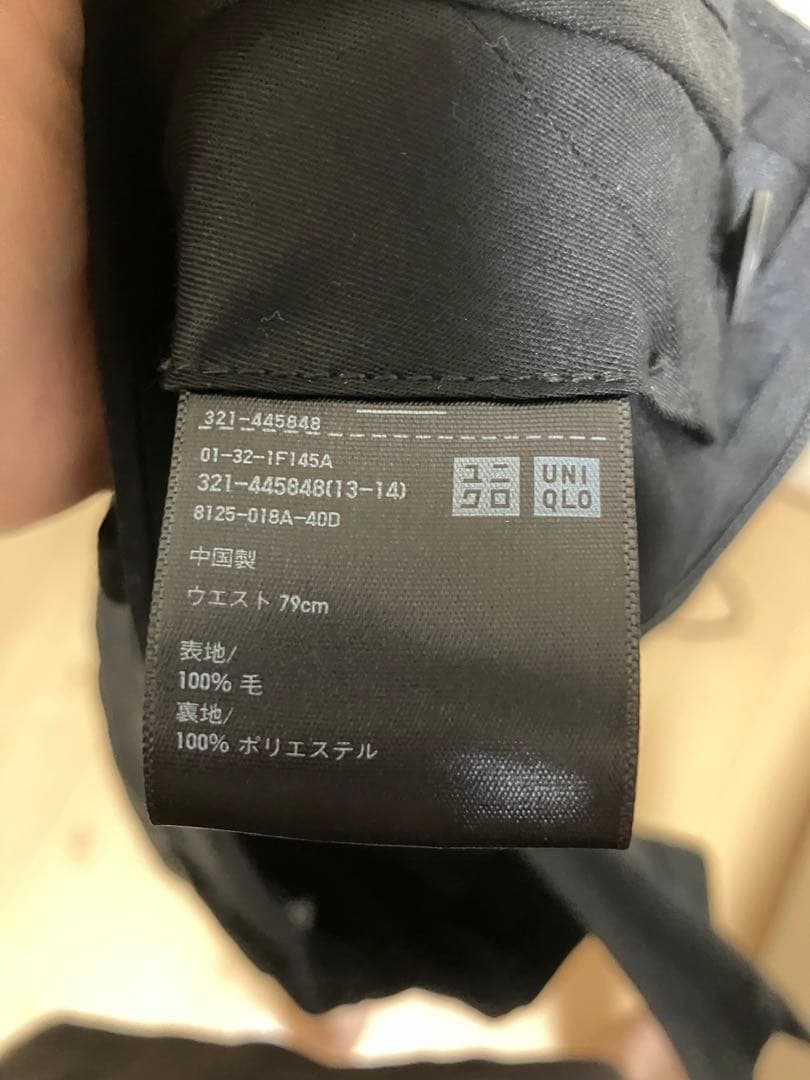 321-445848
01-32-1F145A
321-445848(13-14)
8125-018A-40D
ユニクロ
UNIQLO
中国製
ウエスト 79cm
表地/
100% 毛
裏地/
100% ポリエステル